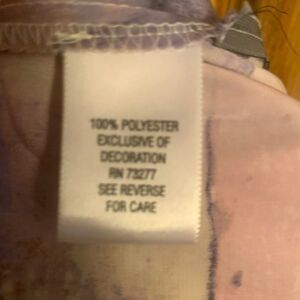 100% POLYESTER
EXCLUSIVE OF
DECORATION
RN 73277
SEE REVERSE
FOR CARE